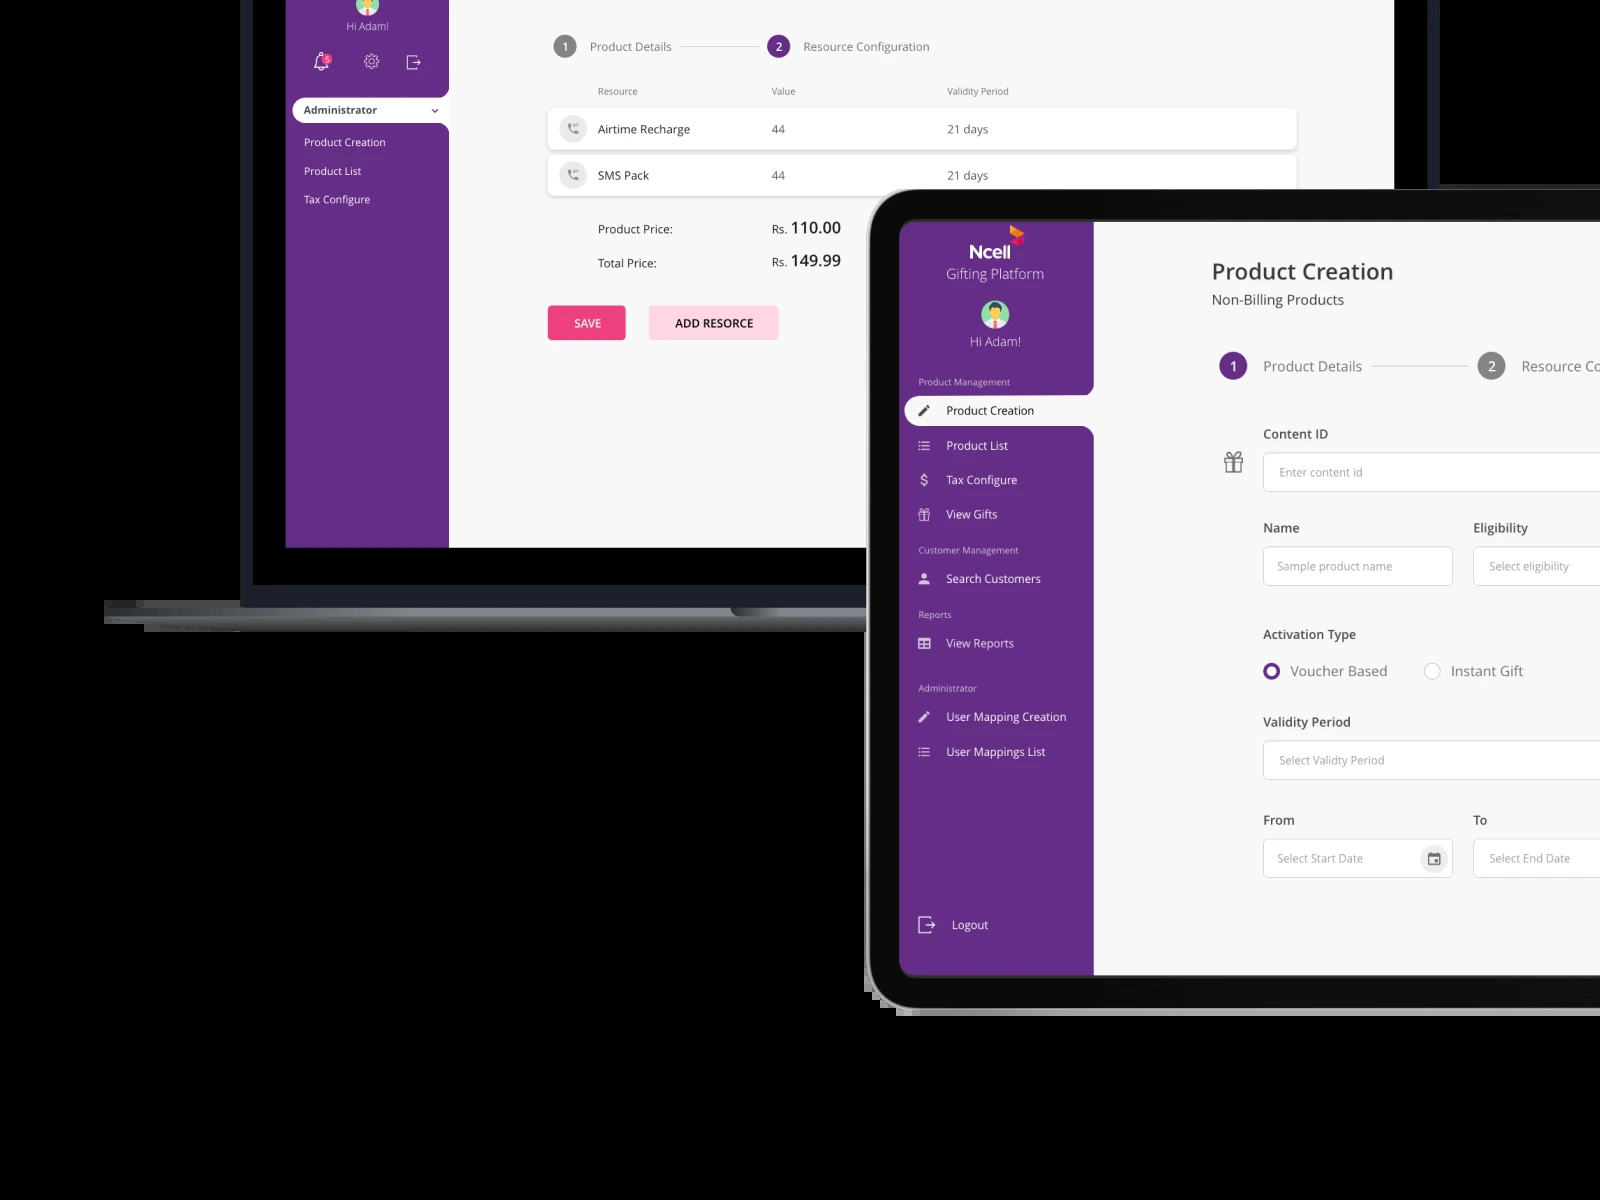 Hi Adam!
5
Administrator
Product Creation
Product List
Tax Configure
1 Product Details 2 Resource Configuration
Resource Value Validity Period
Airtime Recharge 44 21 days
SMS Pack 44 21 days
Product Price: Rs. 110.00
Total Price: Rs. 149.99
SAVE ADD RESORCE
Ncell
Gifting Platform
Hi Adam!
Product Management
Product Creation
Product List
Tax Configure
View Gifts
Customer Management
Search Customers
Reports
View Reports
Administrator
User Mapping Creation
User Mappings List
Logout
Product Creation
Non-Billing Products
1 Product Details 2 Resource Co
Content ID
Enter content id
Name Eligibility
Sample product name Select eligibility
Activation Type
Voucher Based Instant Gift
Validity Period
Select Validty Period
From To
Select Start Date Select End Date